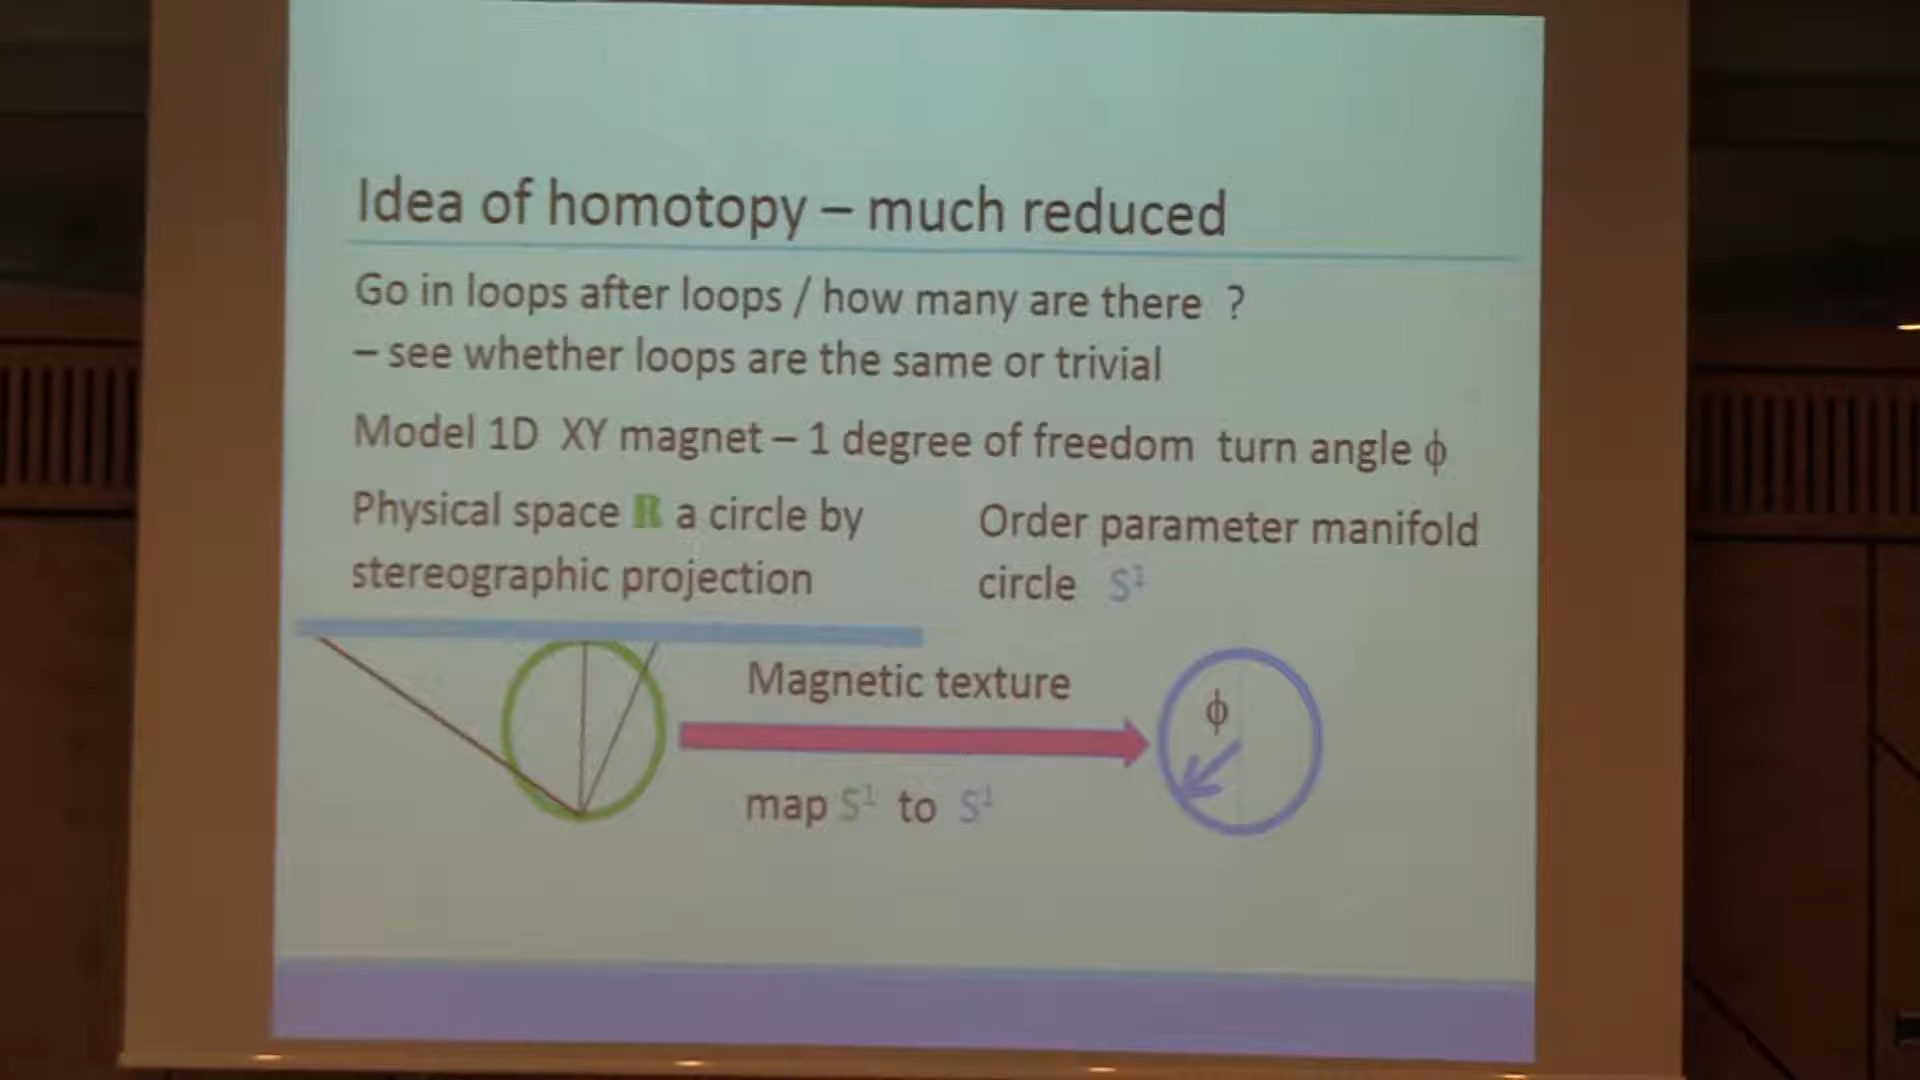 Idea of homotopy – much reduced
Go in loops after loops / how many are there ?
– see whether loops are the same or trivial
Model 1D XY magnet – 1 degree of freedom turn angle ϕ
Physical space ℝ a circle by
stereographic projection
Order parameter manifold
circle S¹
Magnetic texture
map S¹ to S¹
ϕ